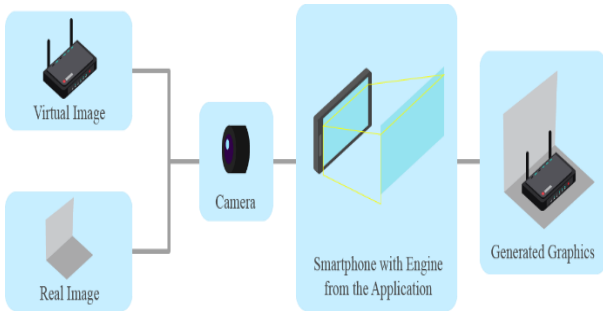 Virtual Image
Real Image
Camera
Smartphone with Engine
from the Application
Generated Graphics